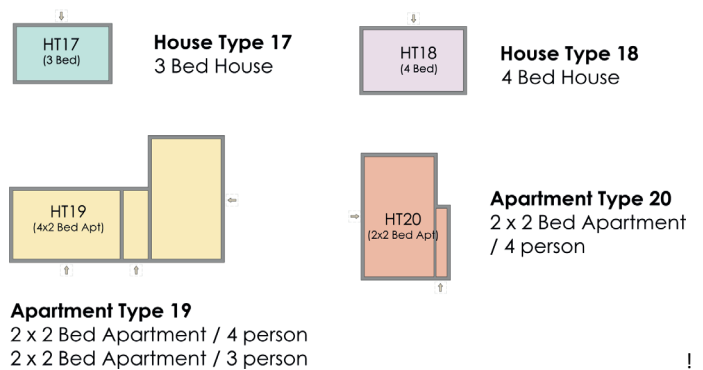 HT17
(3 Bed)
House Type 17
3 Bed House
HT18
(4 Bed)
House Type 18
4 Bed House
HT19
(4x2 Bed Apt)
HT20
(2x2 Bed Apt)
Apartment Type 20
2 x 2 Bed Apartment
/ 4 person
Apartment Type 19
2 x 2 Bed Apartment / 4 person
2 x 2 Bed Apartment / 3 person
!